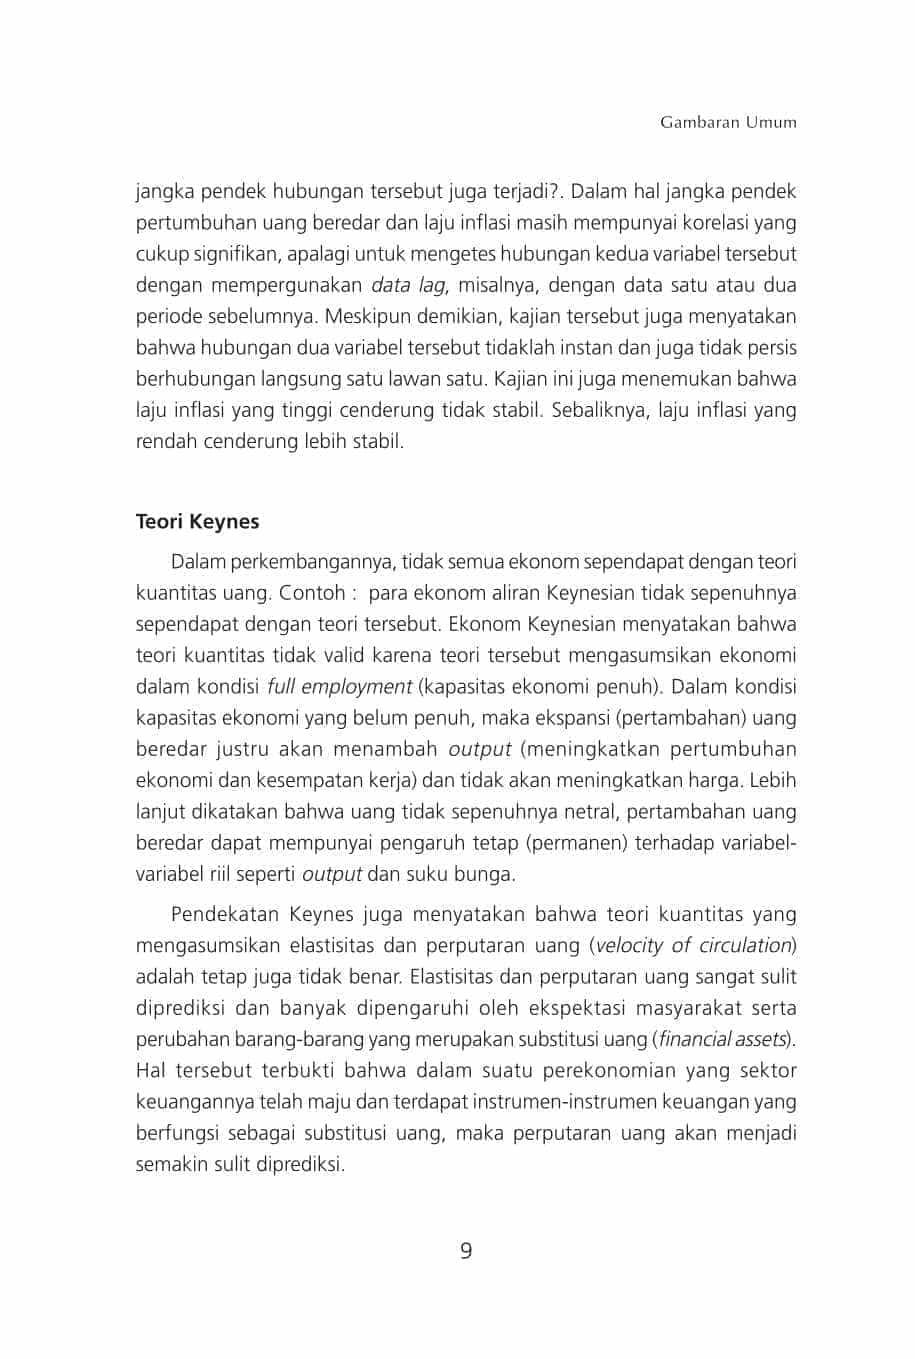 Gambaran Umum
jangka pendek hubungan tersebut juga terjadi?. Dalam hal jangka pendek
pertumbuhan uang beredar dan laju inflasi masih mempunyai korelasi yang
cukup signifikan, apalagi untuk mengetes hubungan kedua variabel tersebut
dengan mempergunakan data lag, misalnya, dengan data satu atau dua
periode sebelumnya. Meskipun demikian, kajian tersebut juga menyatakan
bahwa hubungan dua variabel tersebut tidaklah instan dan juga tidak persis
berhubungan langsung satu lawan satu. Kajian ini juga menemukan bahwa
laju inflasi yang tinggi cenderung tidak stabil. Sebaliknya, laju inflasi yang
rendah cenderung lebih stabil.
Teori Keynes
Dalam perkembangannya, tidak semua ekonom sependapat dengan teori
kuantitas uang. Contoh : para ekonom aliran Keynesian tidak sepenuhnya
sependapat dengan teori tersebut. Ekonom Keynesian menyatakan bahwa
teori kuantitas tidak valid karena teori tersebut mengasumsikan ekonomi
dalam kondisi full employment (kapasitas ekonomi penuh). Dalam kondisi
kapasitas ekonomi yang belum penuh, maka ekspansi (pertambahan) uang
beredar justru akan menambah output (meningkatkan pertumbuhan
ekonomi dan kesempatan kerja) dan tidak akan meningkatkan harga. Lebih
lanjut dikatakan bahwa uang tidak sepenuhnya netral, pertambahan uang
beredar dapat mempunyai pengaruh tetap (permanen) terhadap variabel-
variabel riil seperti output dan suku bunga.
Pendekatan Keynes juga menyatakan bahwa teori kuantitas yang
mengasumsikan elastisitas dan perputaran uang (velocity of circulation)
adalah tetap juga tidak benar. Elastisitas dan perputaran uang sangat sulit
diprediksi dan banyak dipengaruhi oleh ekspektasi masyarakat serta
perubahan barang-barang yang merupakan substitusi uang (financial assets).
Hal tersebut terbukti bahwa dalam suatu perekonomian yang sektor
keuangannya telah maju dan terdapat instrumen-instrumen keuangan yang
berfungsi sebagai substitusi uang, maka perputaran uang akan menjadi
semakin sulit diprediksi.
9